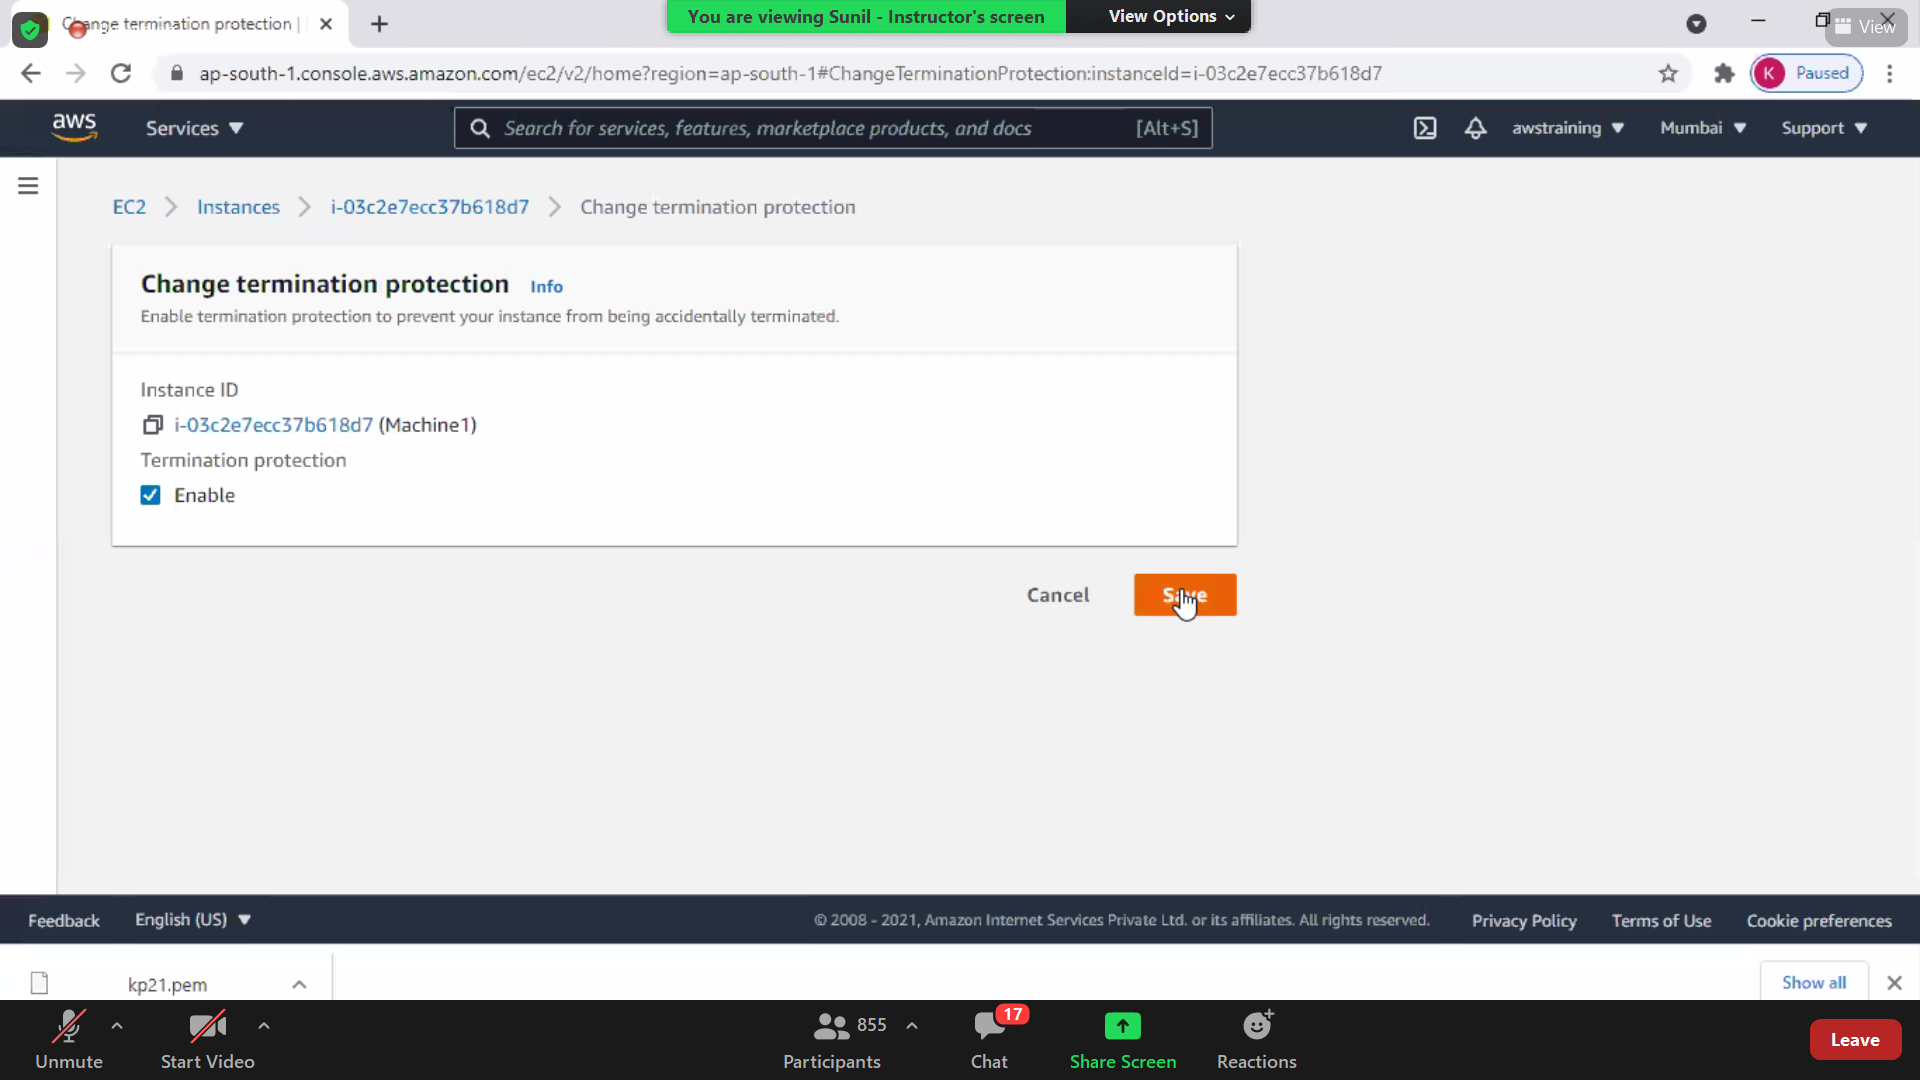 Change termination protection |
You are viewing Sunil - Instructor's screen
View Options
View
ap-south-1.console.aws.amazon.com/ec2/v2/home?region=ap-south-1#ChangeTerminationProtection:instanceId=i-03c2e7ecc37b618d7
K
Paused
aws
Services
Search for services, features, marketplace products, and docs
[Alt+S]
awstraining
Mumbai
Support
EC2
Instances
i-03c2e7ecc37b618d7
Change termination protection
Change termination protection
Info
Enable termination protection to prevent your instance from being accidentally terminated.
Instance ID
i-03c2e7ecc37b618d7 (Machine1)
Termination protection
Enable
Cancel
Save
Feedback
English (US)
© 2008 - 2021, Amazon Internet Services Private Ltd. or its affiliates. All rights reserved.
Privacy Policy
Terms of Use
Cookie preferences
kp21.pem
Show all
Unmute
Start Video
855
Participants
17
Chat
Share Screen
Reactions
Leave